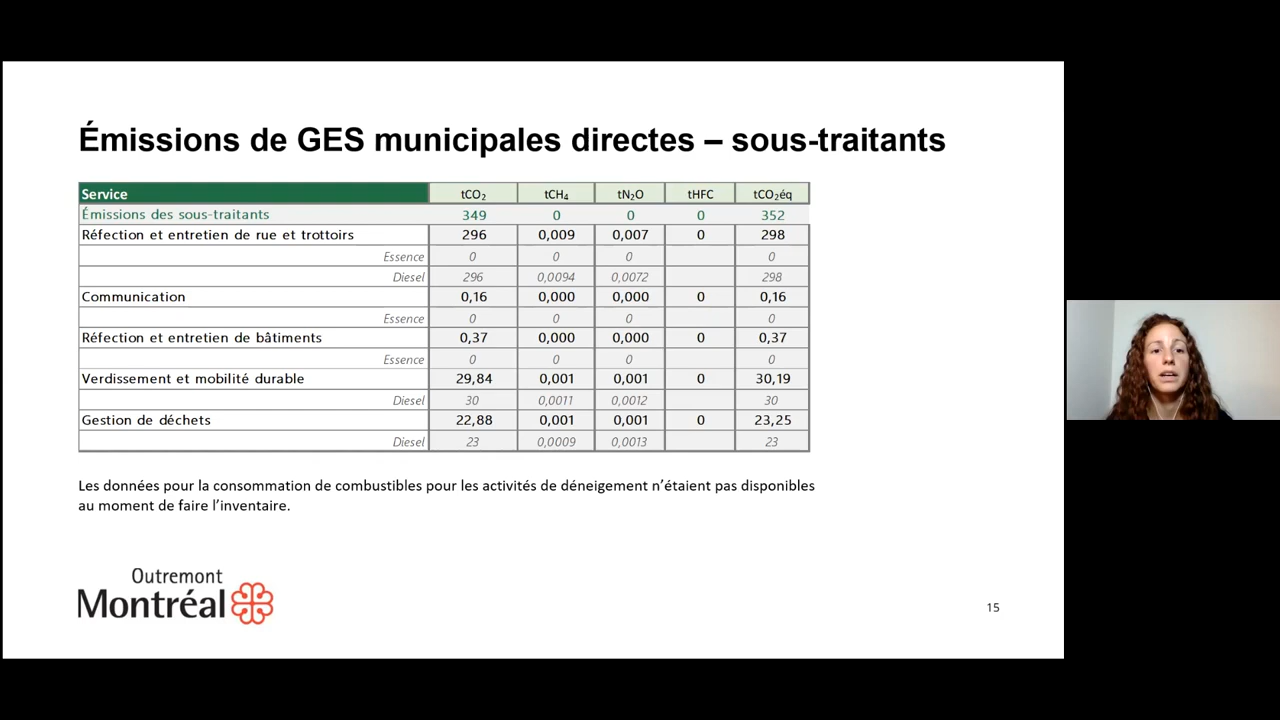 Émissions de GES municipales directes – sous-traitants
Service tCO₂ tCH₄ tN₂O tHFC tCO₂éq
Émissions des sous-traitants 349 0 0 0 352
Réfection et entretien de rue et trottoirs 296 0,009 0,007 0 298
Essence 0 0 0 0
Diesel 296 0,0094 0,0072 298
Communication 0,16 0,000 0,000 0 0,16
Essence 0 0 0 0
Réfection et entretien de bâtiments 0,37 0,000 0,000 0 0,37
Essence 0 0 0 0
Verdissement et mobilité durable 29,84 0,001 0,001 0 30,19
Diesel 30 0,0011 0,0012 30
Gestion de déchets 22,88 0,001 0,001 0 23,25
Diesel 23 0,0009 0,0013 23
Les données pour la consommation de combustibles pour les activités de déneigement n’étaient pas disponibles
au moment de faire l’inventaire.
Outremont
Montréal
15